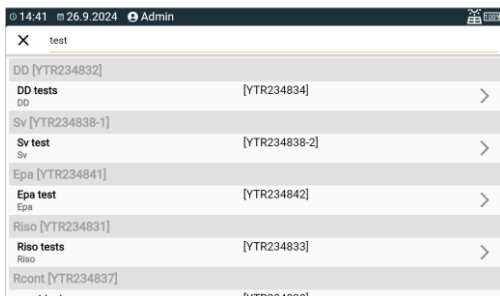 14:41 26.9.2024 Admin 100%
test
DD [YTR234832]
DD tests [YTR234834]
DD
Sv [YTR234838-1]
Sv test [YTR234838-2]
Sv
Epa [YTR234841]
Epa test [YTR234842]
Epa
Riso [YTR234831]
Riso tests [YTR234833]
Riso
Rcont [YTR234837]